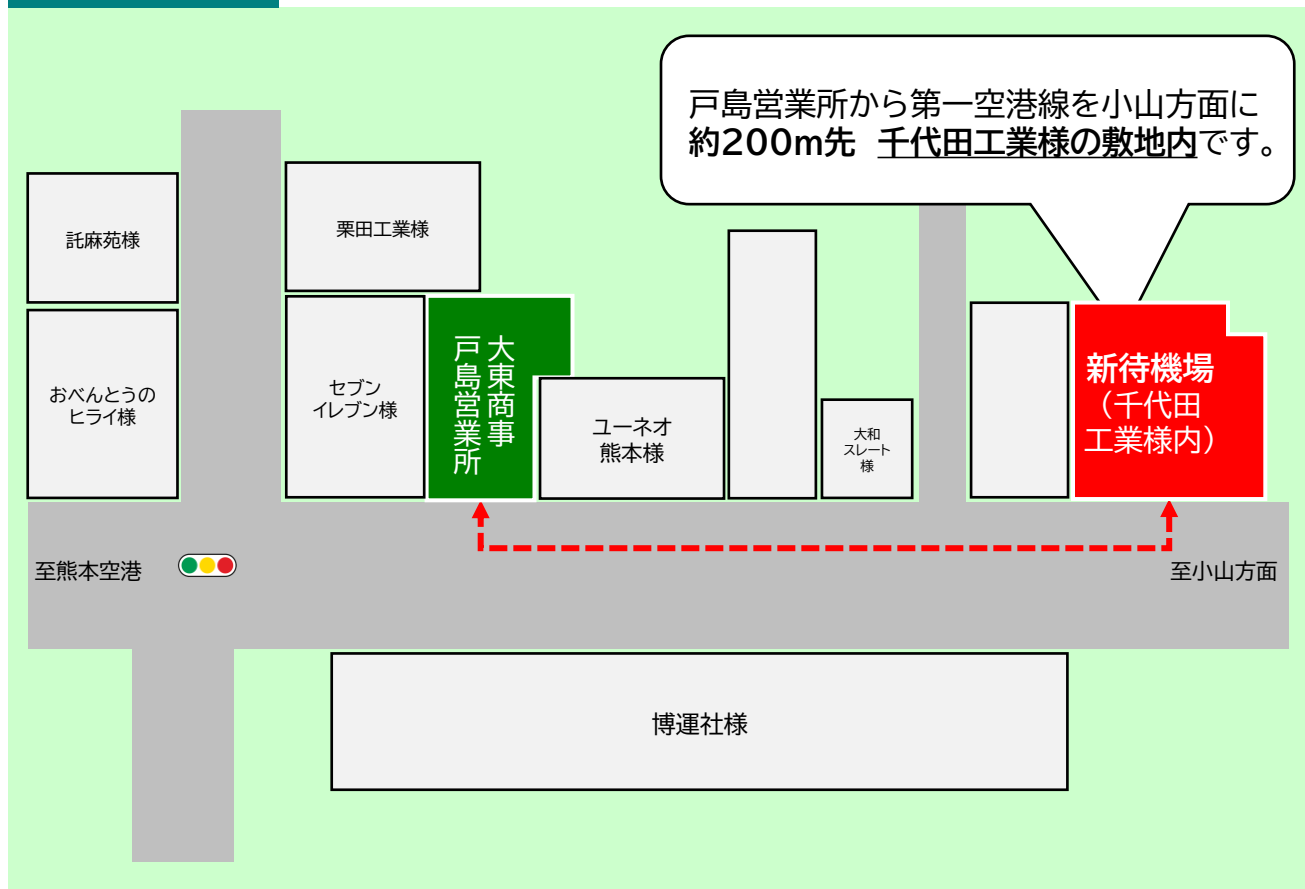 戸島営業所から第一空港線を小山方面に
約200m先 千代田工業様の敷地内です。
託麻苑様
栗田工業様
おべんとうの
ヒライ様
セブン
イレブン様
大東商事
戸島営業所
ユーネオ
熊本様
大和
スレート
様
新待機場
（千代田
工業様内）
至熊本空港
至小山方面
博運社様